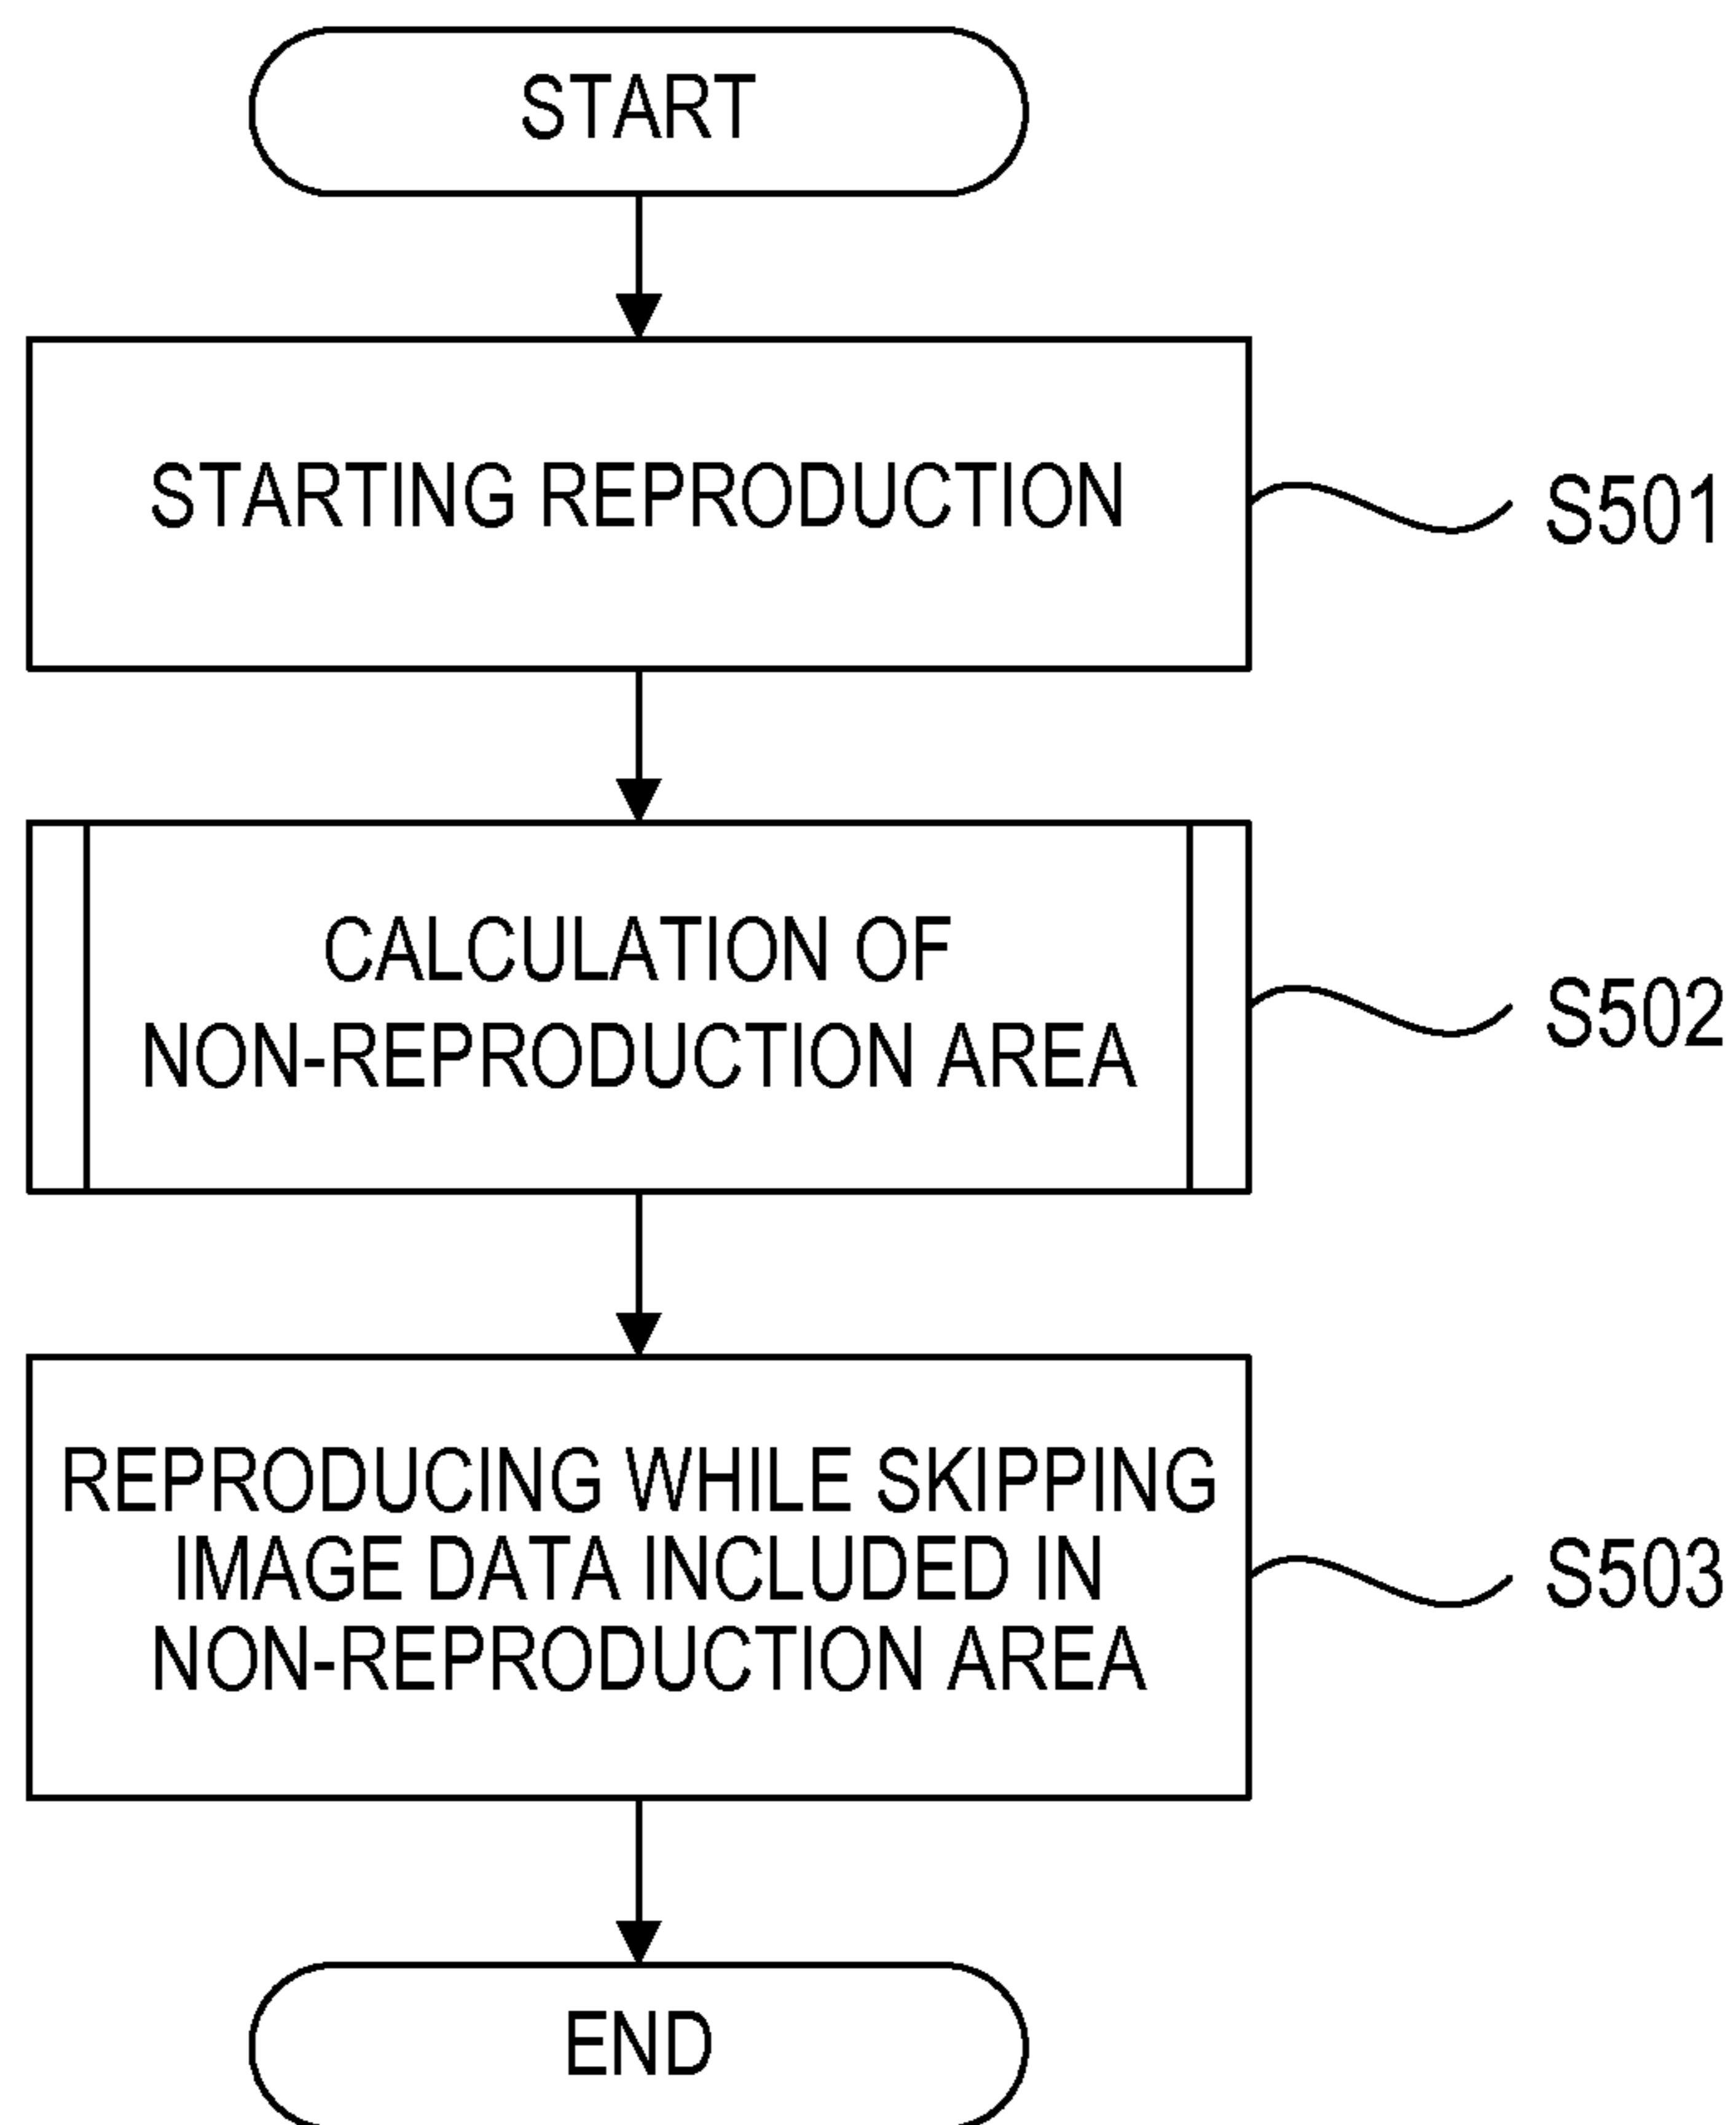 START
STARTING REPRODUCTION
S501
CALCULATION OF
NON-REPRODUCTION AREA
S502
REPRODUCING WHILE SKIPPING
IMAGE DATA INCLUDED IN
NON-REPRODUCTION AREA
S503
END